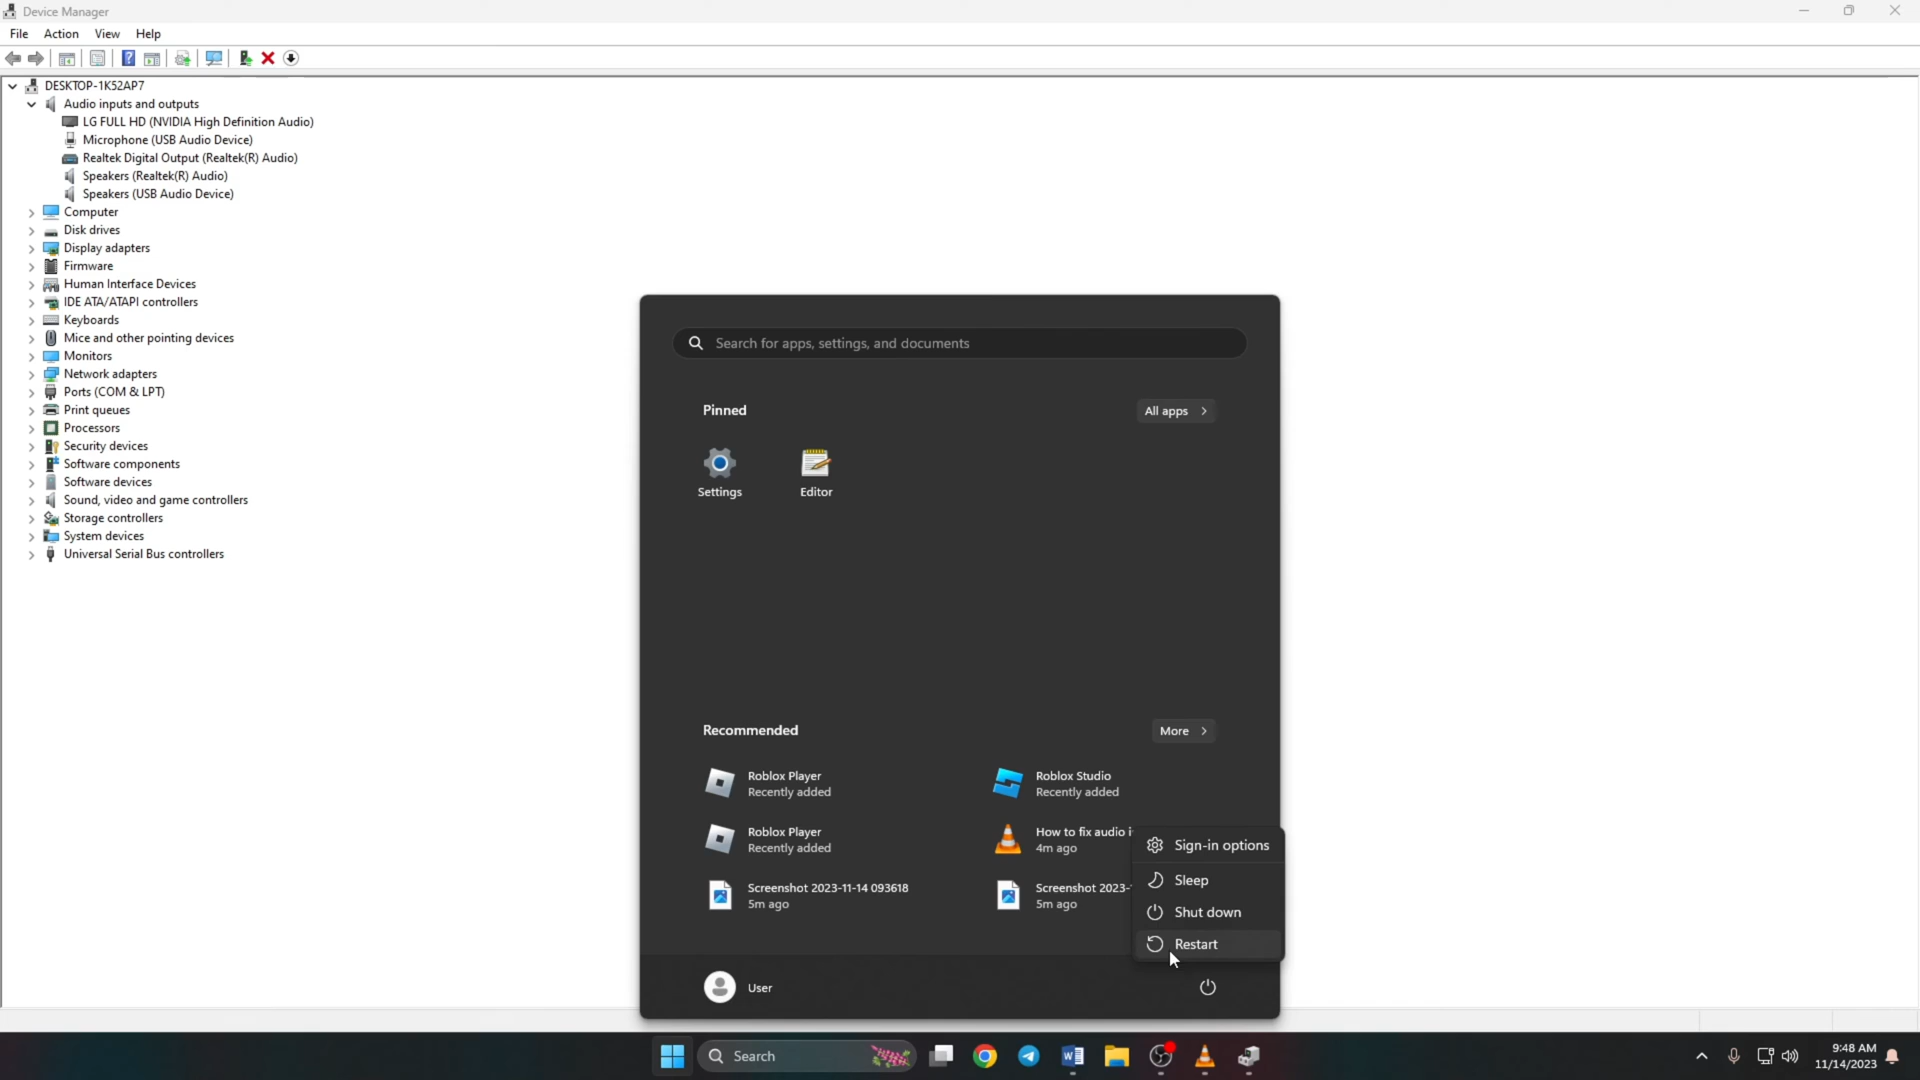 Device Manager
File Action View Help
DESKTOP-1K52AP7
Audio inputs and outputs
LG FULL HD (NVIDIA High Definition Audio)
Microphone (USB Audio Device)
Realtek Digital Output (Realtek(R) Audio)
Speakers (Realtek(R) Audio)
Speakers (USB Audio Device)
Computer
Disk drives
Display adapters
Firmware
Human Interface Devices
IDE ATA/ATAPI controllers
Keyboards
Mice and other pointing devices
Monitors
Network adapters
Ports (COM & LPT)
Print queues
Processors
Security devices
Software components
Software devices
Sound, video and game controllers
Storage controllers
System devices
Universal Serial Bus controllers
Search for apps, settings, and documents
Pinned
All apps
Settings
Editor
Recommended
More
Roblox Player
Recently added
Roblox Studio
Recently added
Roblox Player
Recently added
How to fix audio i
4m ago
Screenshot 2023-11-14 093618
5m ago
Screenshot 2023-
5m ago
Sign-in options
Sleep
Shut down
Restart
User
Search
9:48 AM
11/14/2023